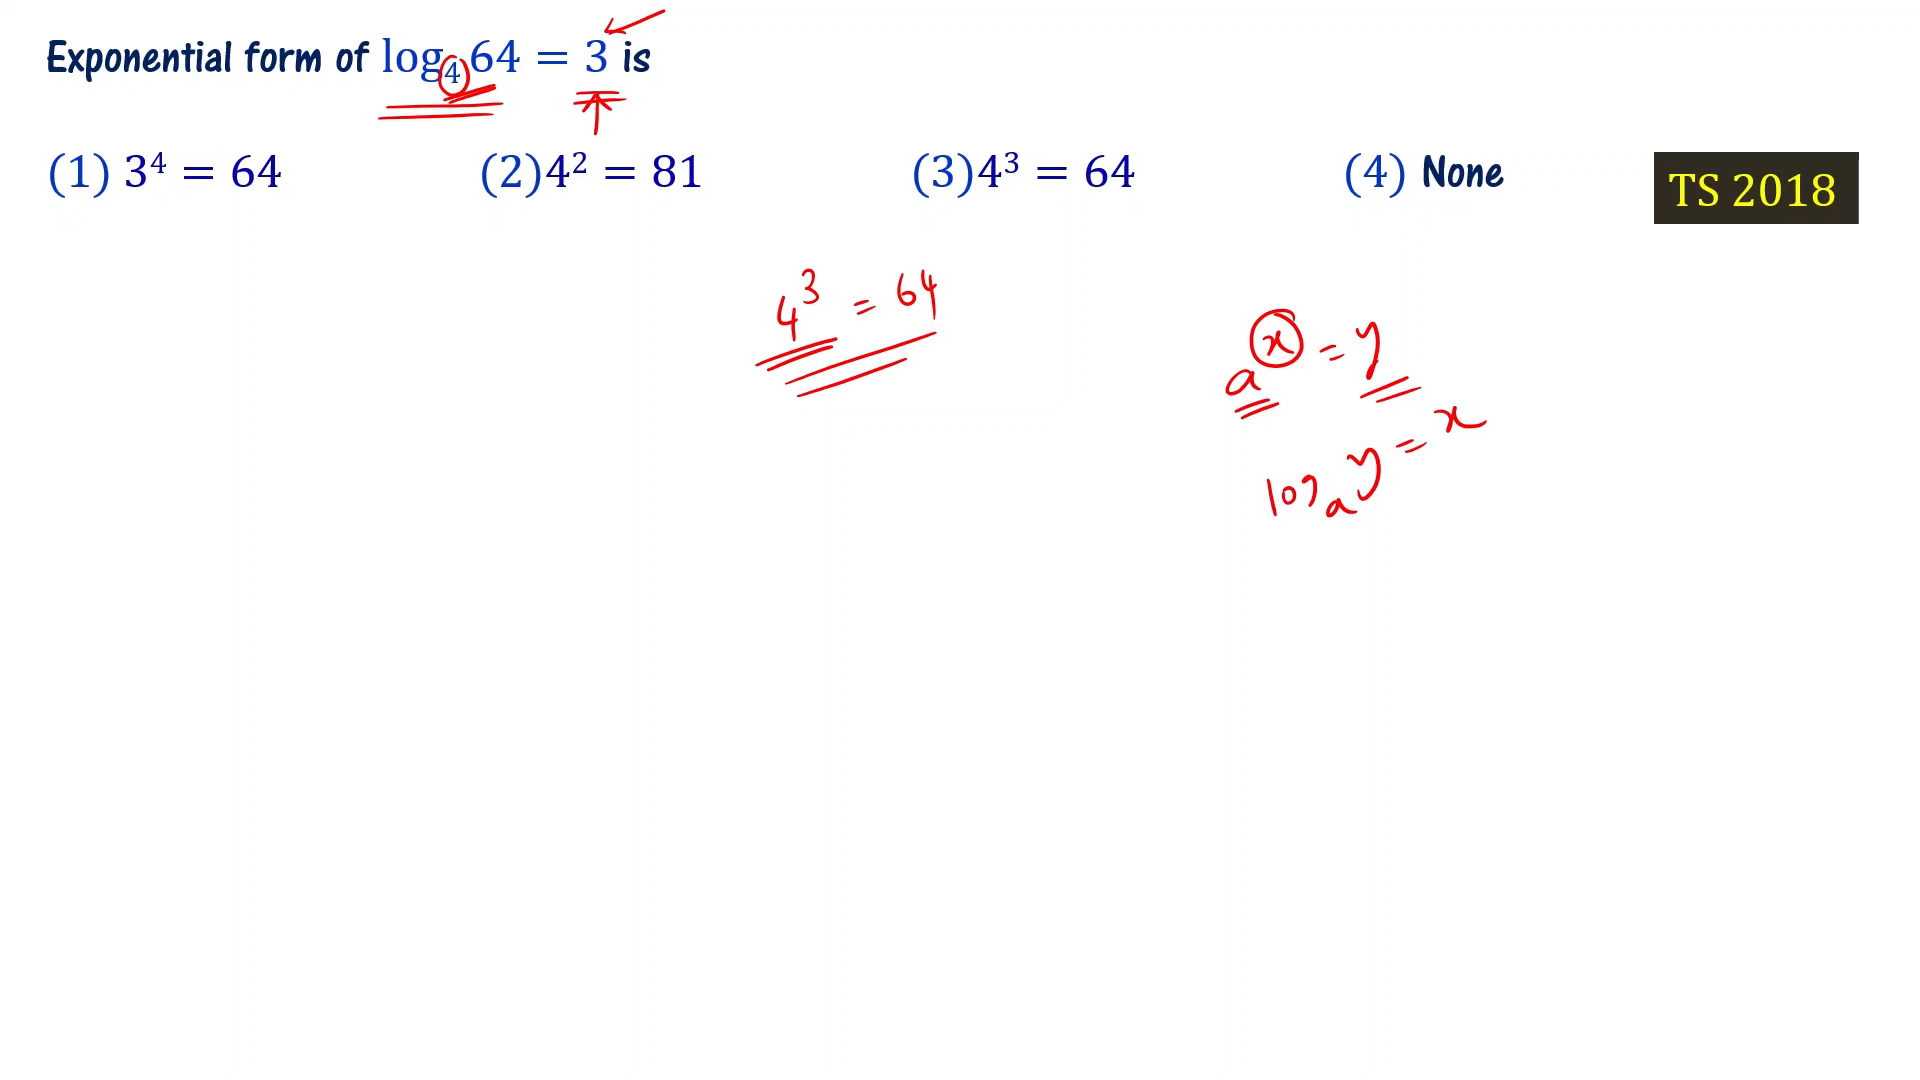 Exponential form of log₄ 64 = 3 is
(1) 3⁴ = 64 (2) 4² = 81 (3) 4³ = 64 (4) None
TS 2018
4³ = 64
aˣ = y
logₐ y = x